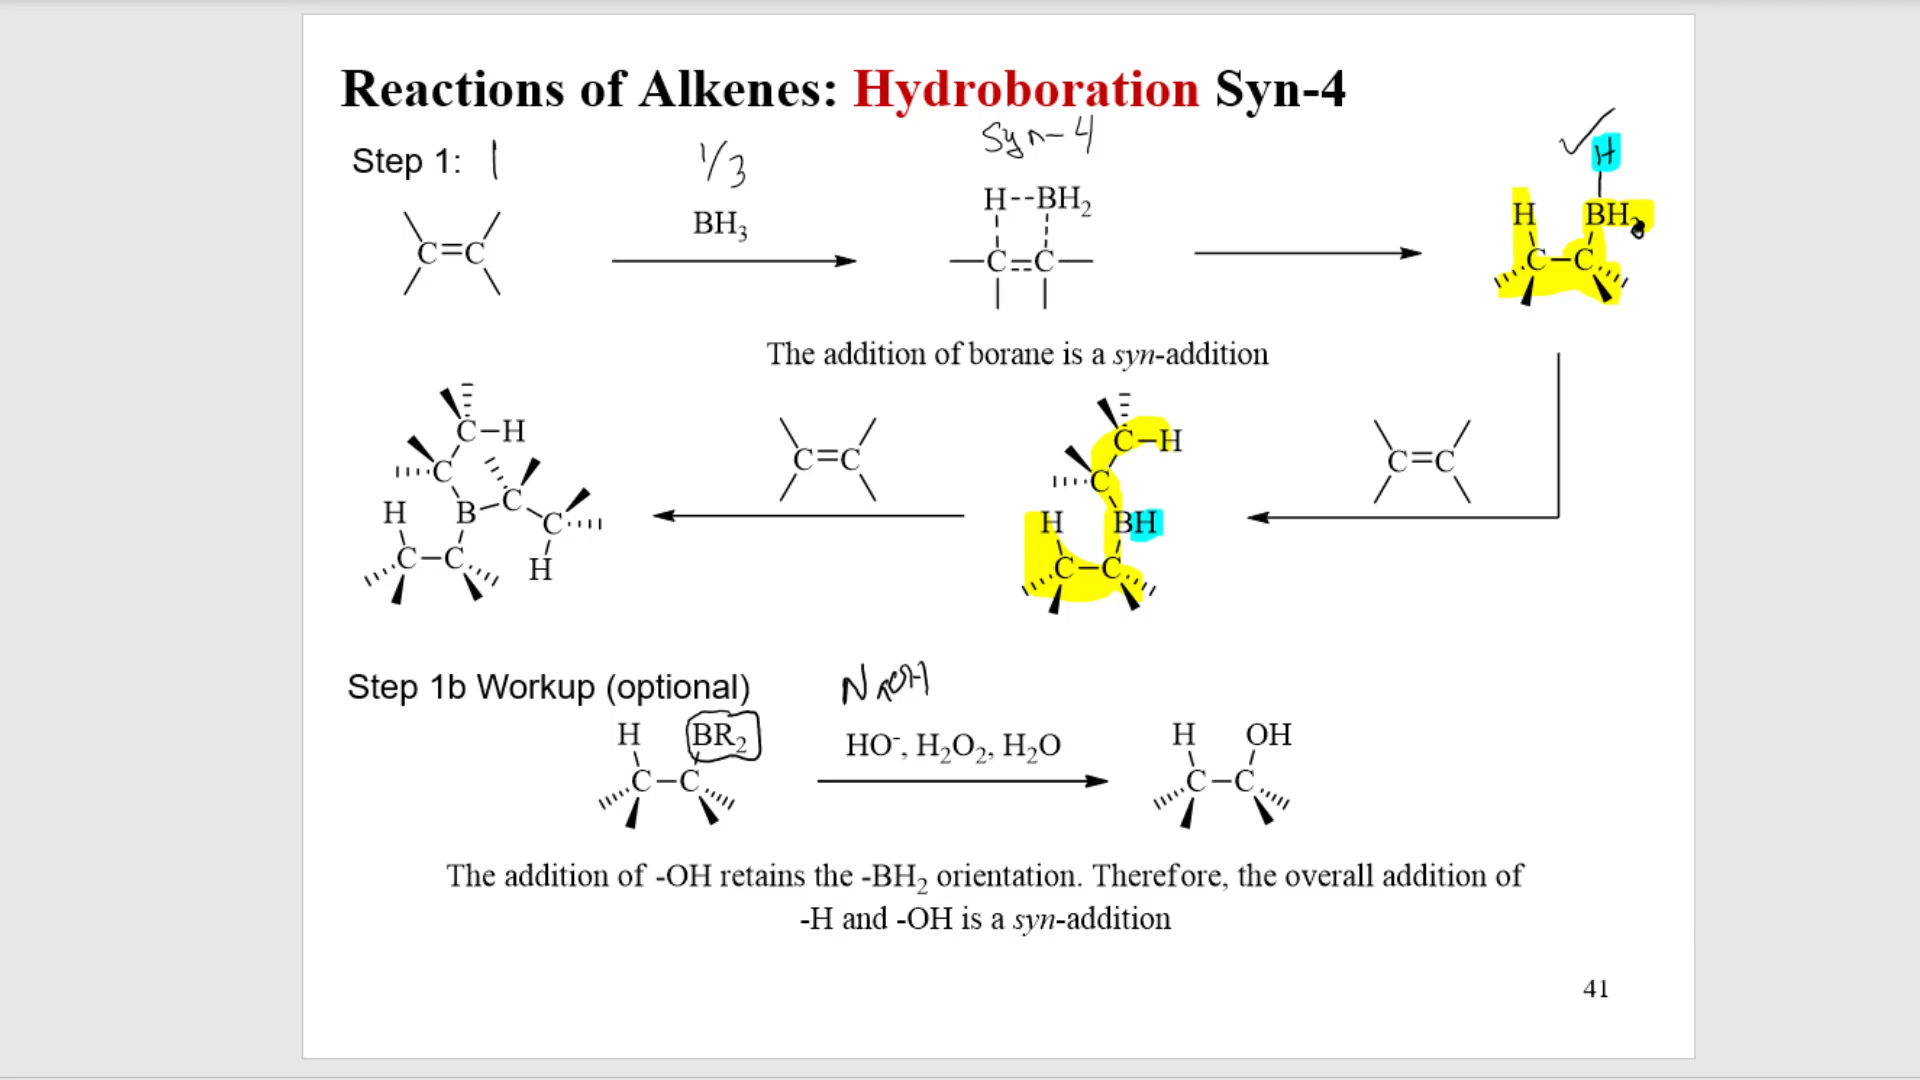 Reactions of Alkenes: Hydroboration Syn-4
Step 1: 1
1/3
Syn-4
BH₃
C=C
H--BH₂
C=C
H
H BH₂
C-C
The addition of borane is a syn-addition
C-H
C
H B-C
C
C-C H
C=C
C-H
C
H BH
C-C
C=C
Step 1b Workup (optional)
NaOH
H BR₂
C-C
HO⁻, H₂O₂, H₂O
H OH
C-C
The addition of -OH retains the -BH₂ orientation. Therefore, the overall addition of
-H and -OH is a syn-addition
41